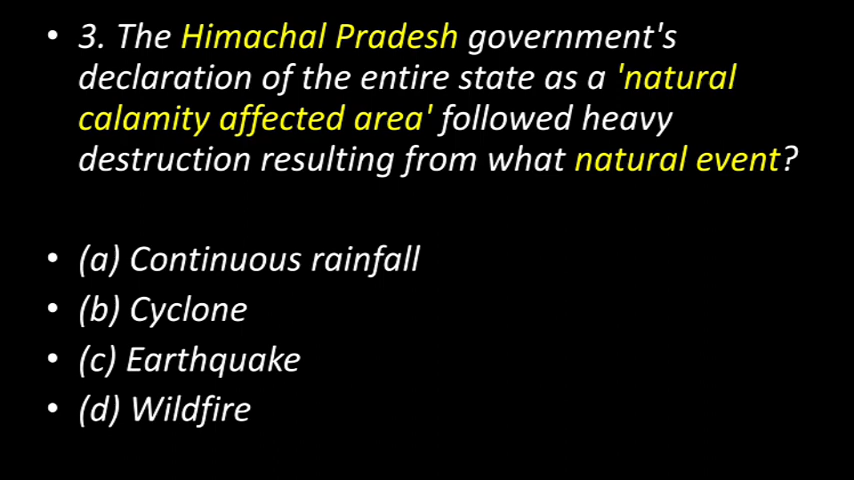 • 3. The Himachal Pradesh government's
declaration of the entire state as a 'natural
calamity affected area' followed heavy
destruction resulting from what natural event?
• (a) Continuous rainfall
• (b) Cyclone
• (c) Earthquake
• (d) Wildfire